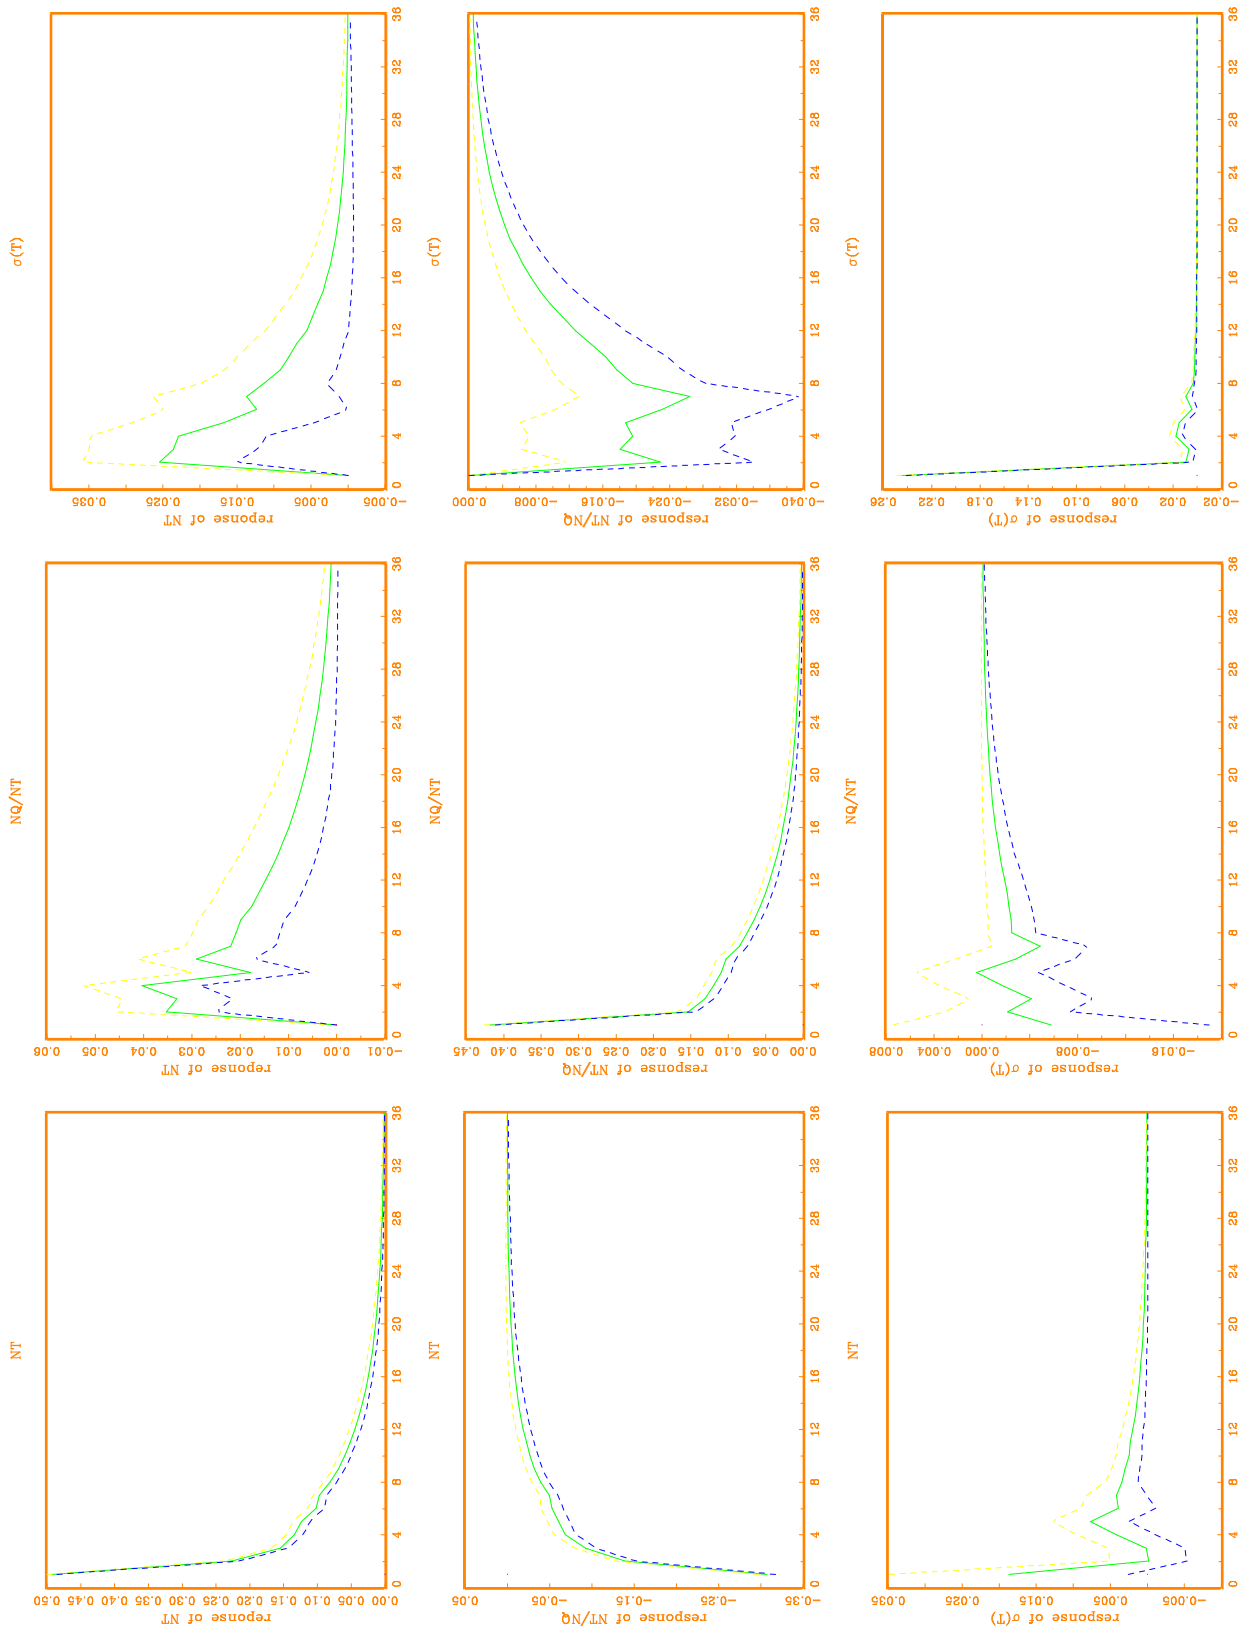 NT
reponse of NT
0.50 0.45 0.40 0.35 0.30 0.25 0.20 0.15 0.10 0.05 0.00
0 4 8 12 16 20 24 28 32 36
NQ/NT
reponse of NT
0.06 0.05 0.04 0.03 0.02 0.01 0.00 -0.01
0 4 8 12 16 20 24 28 32 36
σ(T)
reponse of NT
0.035 0.025 0.015 0.005 -0.005
0 4 8 12 16 20 24 28 32 36
NT
response of NT/NQ
0.05 -0.05 -0.15 -0.25 -0.35
0 4 8 12 16 20 24 28 32 36
NQ/NT
response of NT/NQ
0.45 0.40 0.35 0.30 0.25 0.20 0.15 0.10 0.05 0.00
0 4 8 12 16 20 24 28 32 36
σ(T)
response of NT/NQ
0.000 -0.008 -0.016 -0.024 -0.032 -0.040
0 4 8 12 16 20 24 28 32 36
NT
response of σ(T)
0.035 0.025 0.015 0.005 -0.005
0 4 8 12 16 20 24 28 32 36
NQ/NT
response of σ(T)
0.008 0.004 0.000 -0.008 -0.016
0 4 8 12 16 20 24 28 32 36
σ(T)
response of σ(T)
0.26 0.22 0.18 0.14 0.10 0.06 0.02 -0.02
0 4 8 12 16 20 24 28 32 36